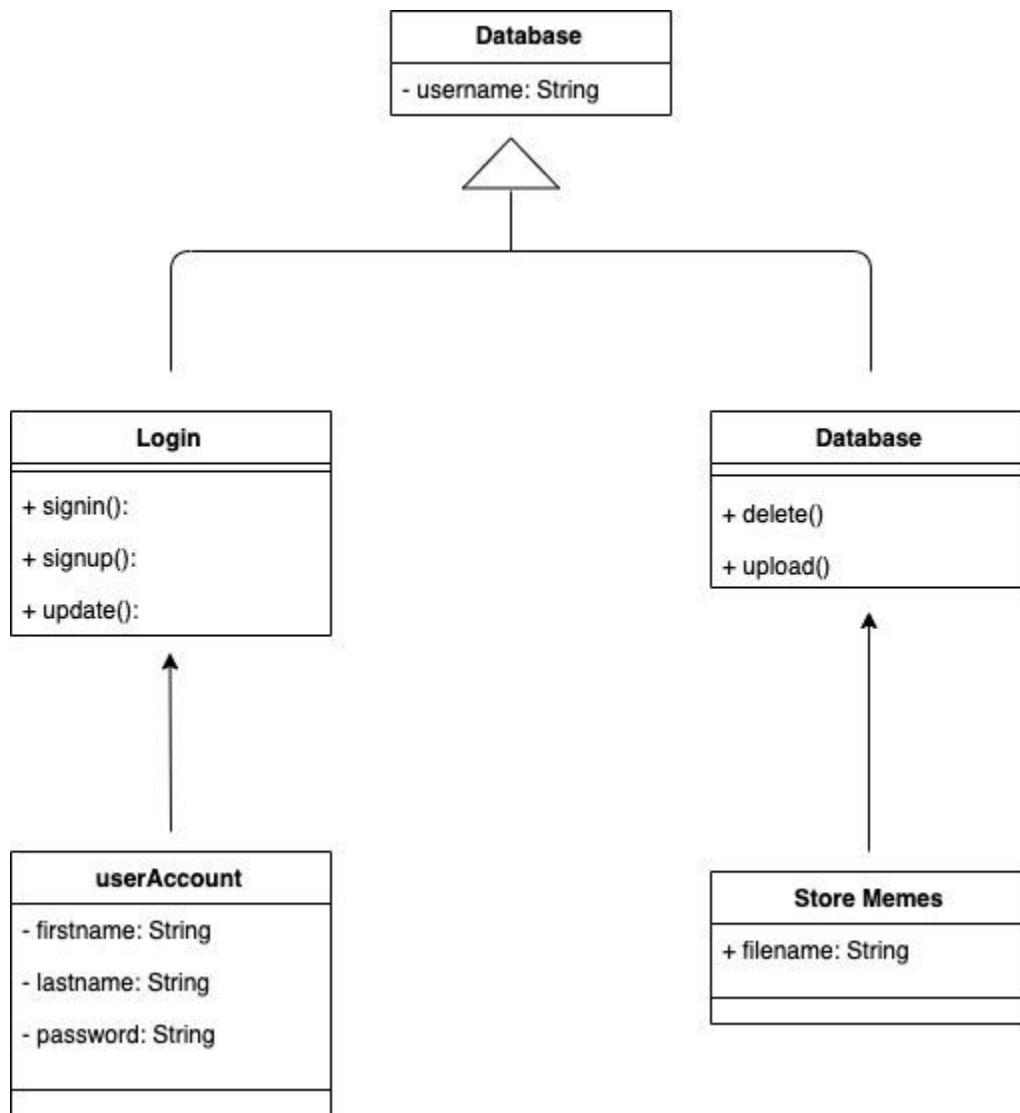 Database
- username: String
Login
+ signin():
+ signup():
+ update():
Database
+ delete()
+ upload()
userAccount
- firstname: String
- lastname: String
- password: String
Store Memes
+ filename: String